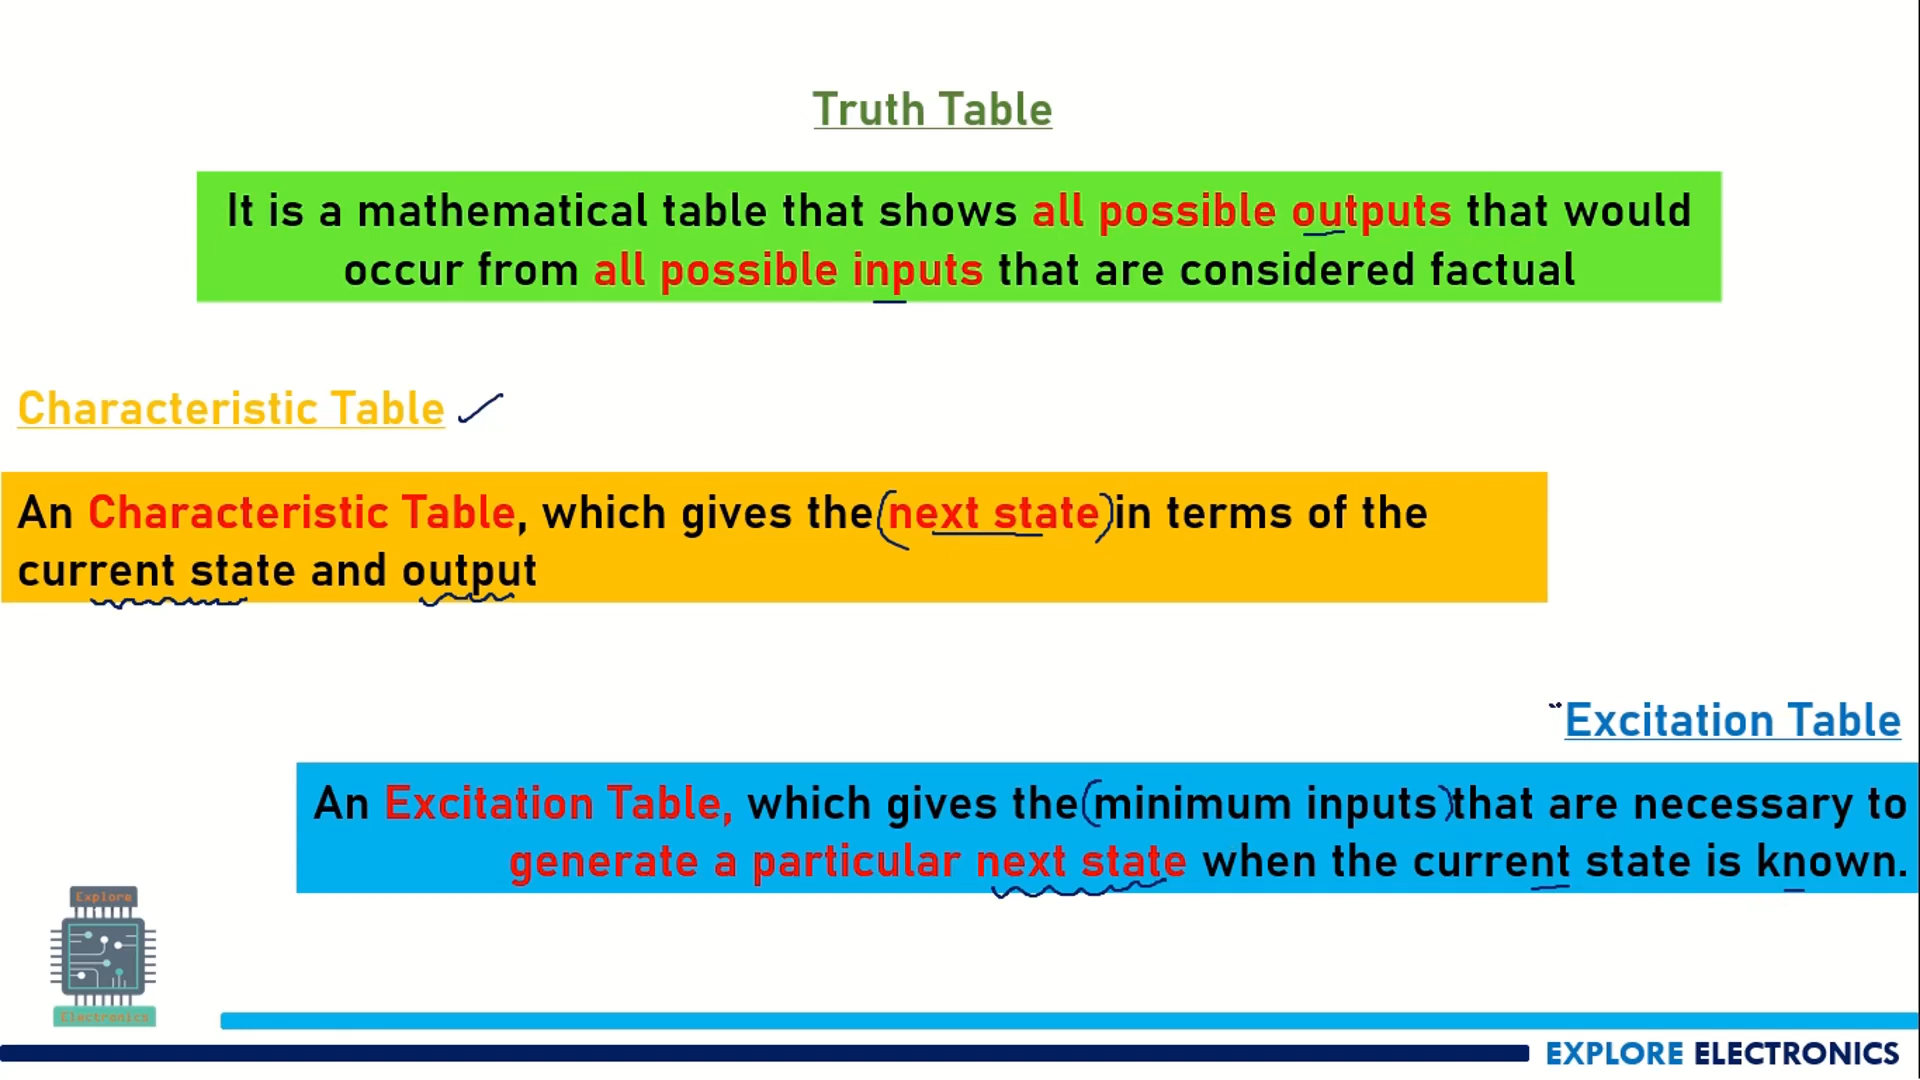 Truth Table
It is a mathematical table that shows all possible outputs that would
occur from all possible inputs that are considered factual
Characteristic Table
An Characteristic Table, which gives the (next state) in terms of the
current state and output
Excitation Table
An Excitation Table, which gives the (minimum inputs) that are necessary to
generate a particular next state when the current state is known.
Explore
Electronics
EXPLORE ELECTRONICS